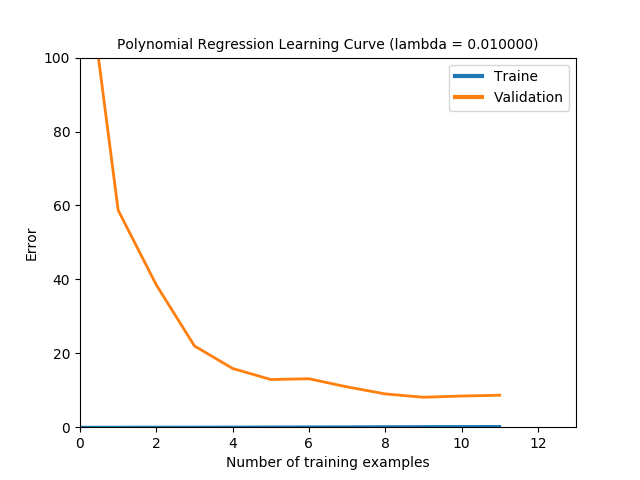 Polynomial Regression Learning Curve (lambda = 0.010000)
100
80
60
40
20
0
Error
Traine
Validation
0 2 4 6 8 10 12
Number of training examples